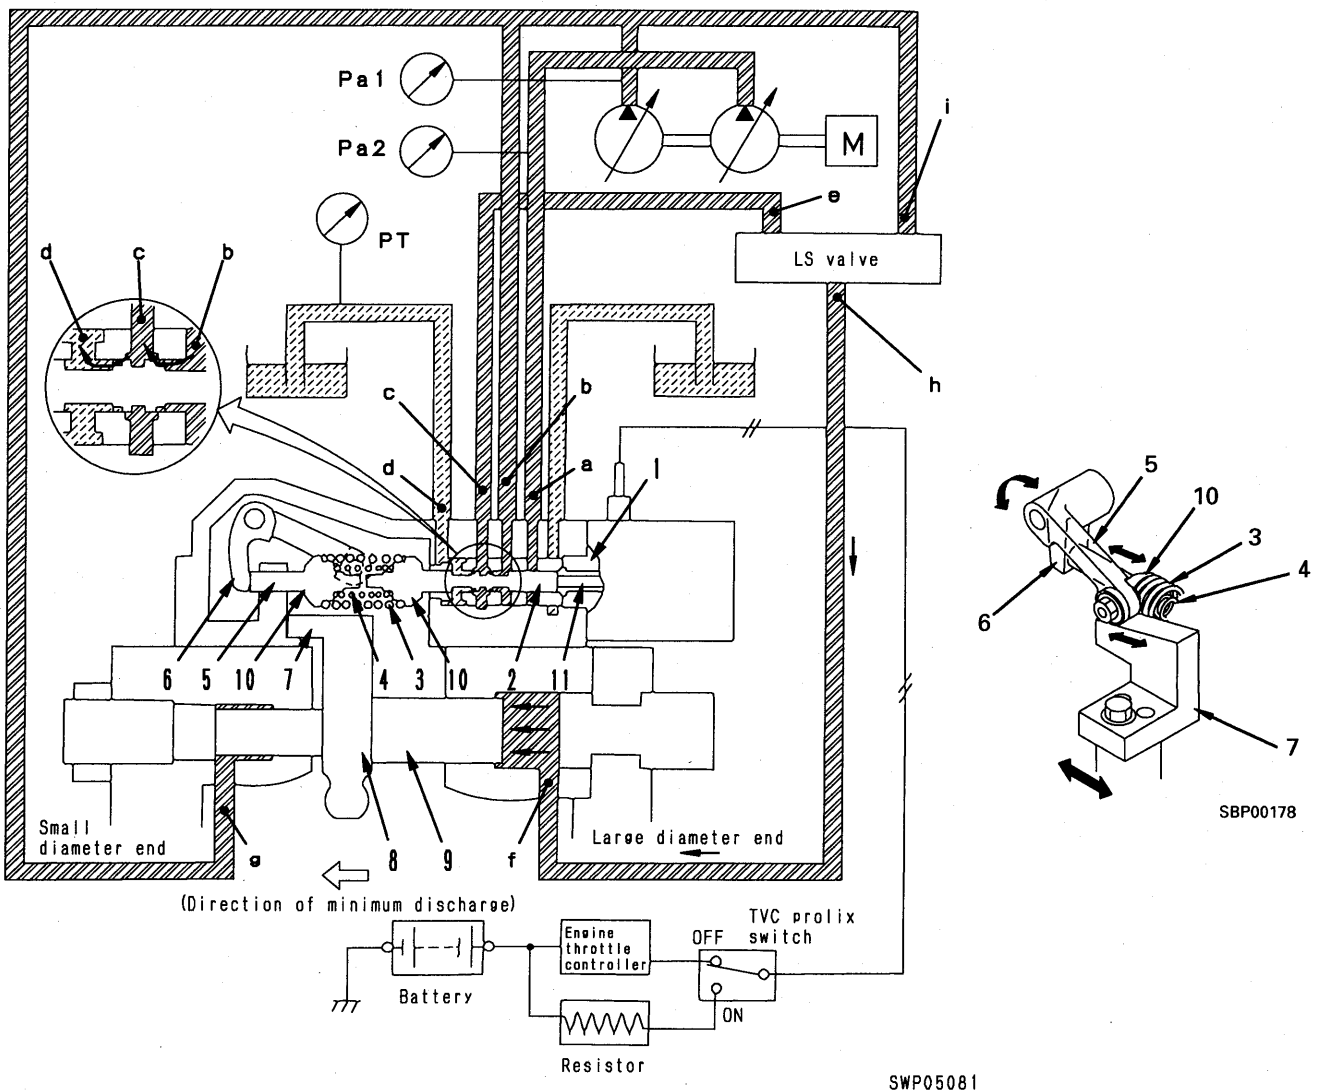 Pa1
i
Pa2
M
e
PT
LS valve
d
c
b
h
c
b
d
a
1
5
10
3
4
6
6
5
10
7
4
3
10
2
11
7
SBP00178
Small
diameter end
g
8
9
f
Large diameter end
(Direction of minimum discharge)
TVC prolix
switch
OFF
Engine
throttle
controller
Battery
ON
Resistor
SWP05081